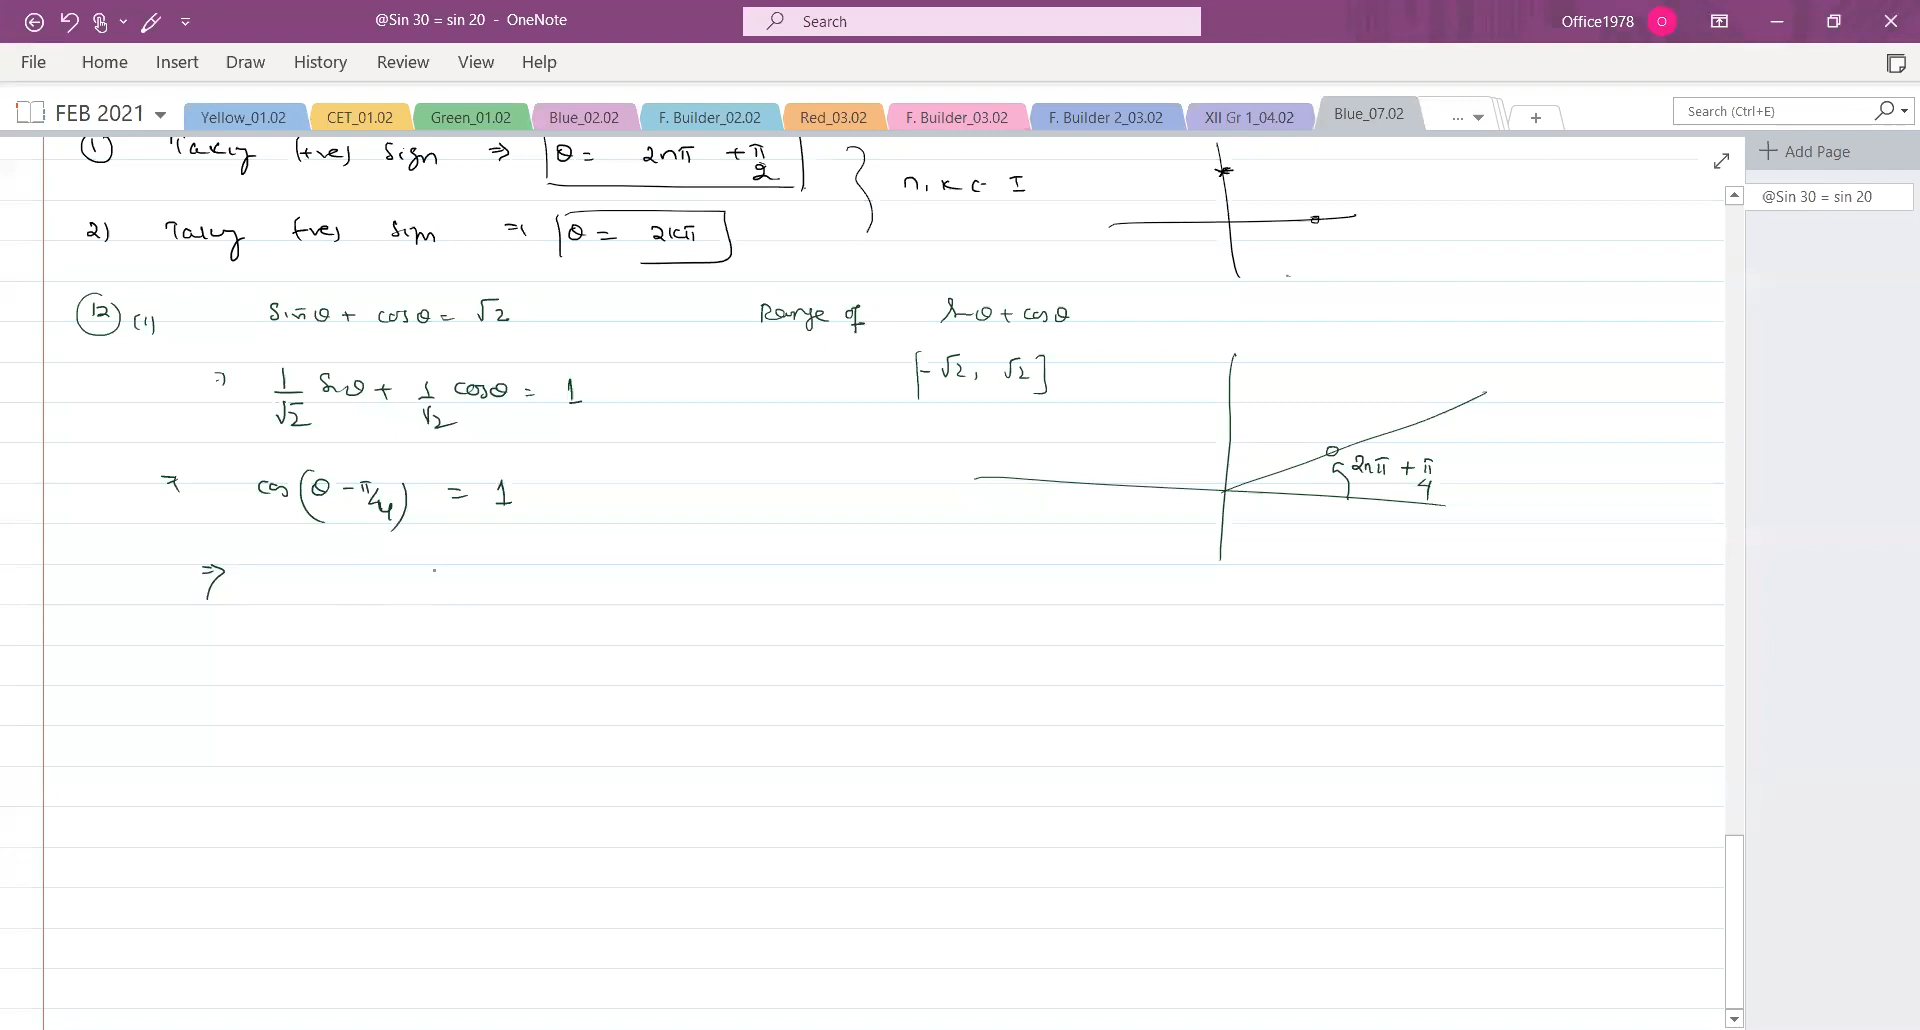 @Sin 30 = sin 20 - OneNote
Search
Office1978
O
File Home Insert Draw History Review View Help
FEB 2021
Yellow_01.02 CET_01.02 Green_01.02 Blue_02.02 F. Builder_02.02 Red_03.02 F. Builder_03.02 F. Builder 2_03.02 XII Gr 1_04.02 Blue_07.02 ...
Search (Ctrl+E)
Add Page
@Sin 30 = sin 20
(1) Taking (+ve) sign ⇒ θ = 2nπ + π/2
n, k ∈ I
2) Taking (-ve) sign ⇒ θ = 2kπ
(12) (1) sinθ + cosθ = √2
Range of sinθ + cosθ
[-√2, √2]
⇒ 1/√2 sinθ + 1/√2 cosθ = 1
2nπ + π/4
⇒ cos(θ - π/4) = 1
⇒